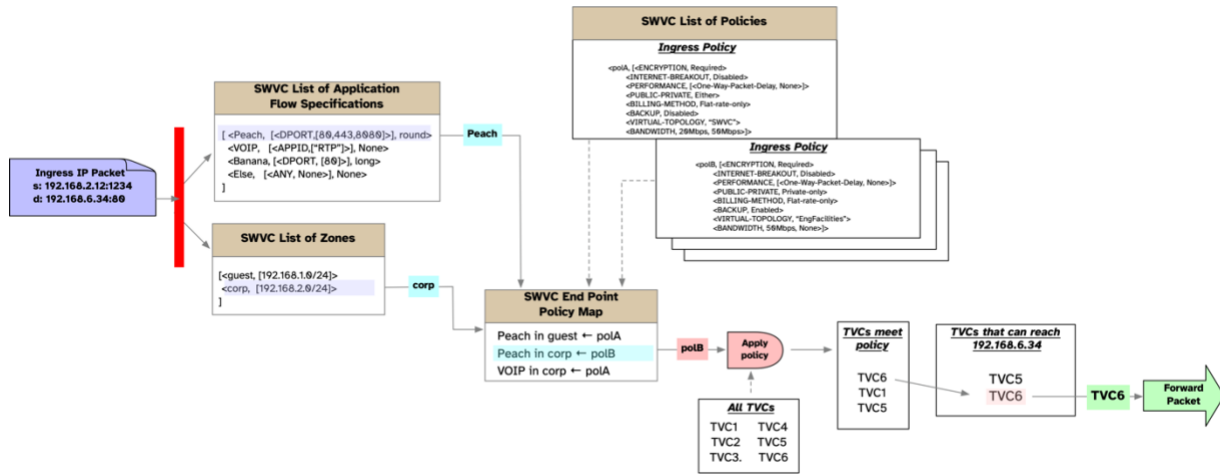 SWVC List of Policies
Ingress Policy
<polA, [<ENCRYPTION, Required>
<INTERNET-BREAKOUT, Disabled>
<PERFORMANCE, [<One-Way-Packet-Delay, None>]>
<PUBLIC-PRIVATE, Either>
<BILLING-METHOD, Flat-rate-only>
<BACKUP, Disabled>
<VIRTUAL-TOPOLOGY, "SWVC">
<BANDWIDTH, 20Mbps, 50Mbps>]>
Ingress Policy
<polB, [<ENCRYPTION, Required>
<INTERNET-BREAKOUT, Disabled>
<PERFORMANCE, [<One-Way-Packet-Delay, None>]>
<PUBLIC-PRIVATE, Private-only>
<BILLING-METHOD, Flat-rate-only>
<BACKUP, Enabled>
<VIRTUAL-TOPOLOGY, "EngFacilities">
<BANDWIDTH, 50Mbps, None>]>
SWVC List of Application
Flow Specifications
[ <Peach, [<DPORT,[80,443,8080]>], round>
<VOIP, [<APPID,["RTP"]>], None>
<Banana, [<DPORT, [80]>], long>
<Else, [<ANY, None>], None>
]
Peach
Ingress IP Packet
s: 192.168.2.12:1234
d: 192.168.6.34:80
SWVC List of Zones
[<guest, [192.168.1.0/24]>
<corp, [192.168.2.0/24]>
]
corp
SWVC End Point
Policy Map
Peach in guest ← polA
Peach in corp ← polB
VOIP in corp ← polA
polB
Apply
policy
All TVCs
TVC1 TVC4
TVC2 TVC5
TVC3. TVC6
TVCs meet
policy
TVC6
TVC1
TVC5
TVCs that can reach
192.168.6.34
TVC5
TVC6
TVC6
Forward
Packet